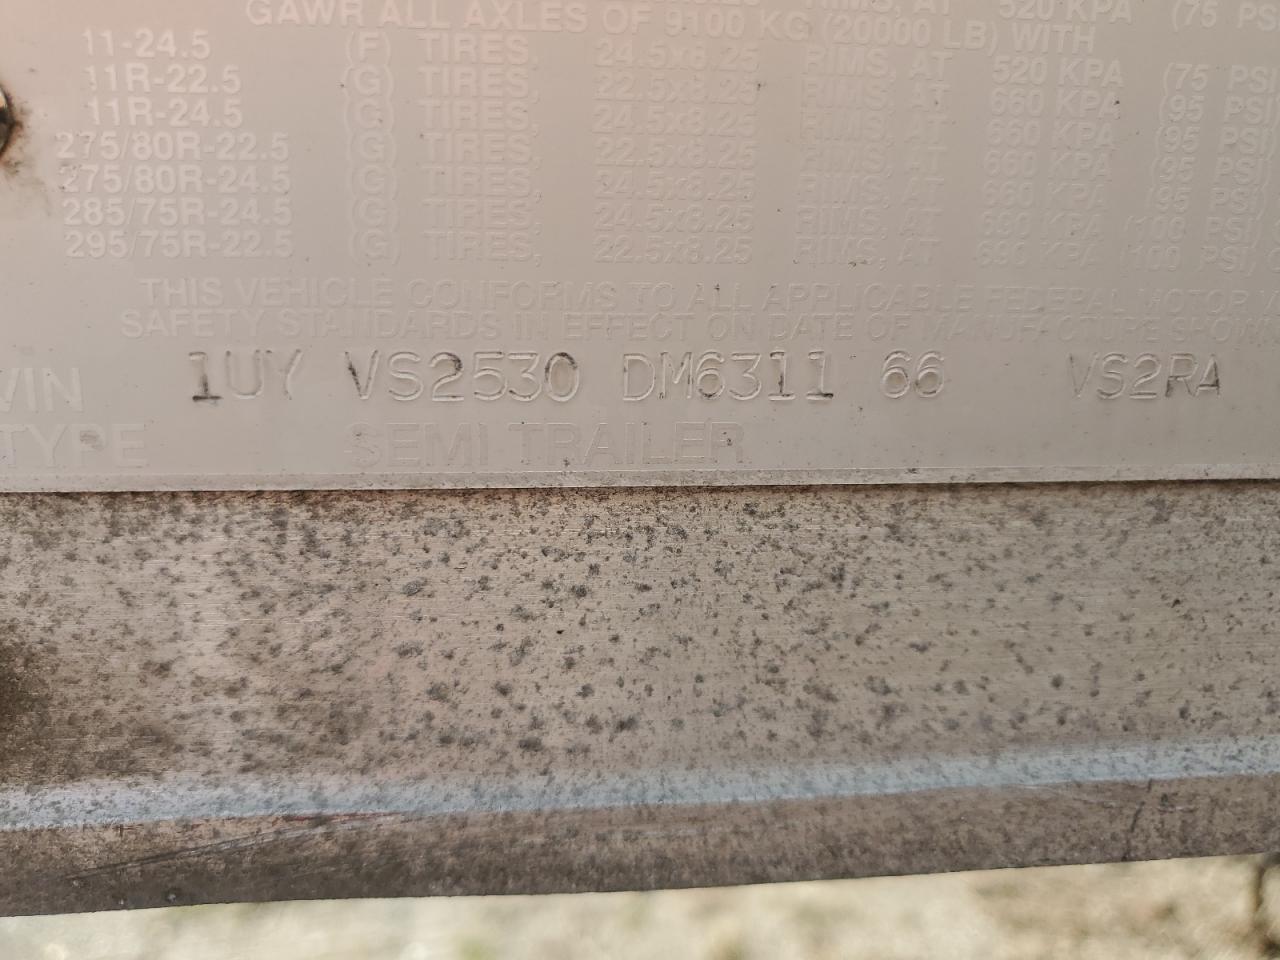 RIMS, AT 520 KPA (75 PSI
GAWR ALL AXLES OF 9100 KG (20000 LB) WITH
11-24.5 (F) TIRES, 24.5x8.25 RIMS, AT 520 KPA (75 PSI
11R-22.5 (G) TIRES, 22.5x8.25 RIMS, AT 660 KPA (95 PSI
11R-24.5 (G) TIRES, 24.5x8.25 RIMS, AT 660 KPA (95 PSI
275/80R-22.5 (G) TIRES, 22.5x8.25 RIMS, AT 660 KPA (95 PSI
275/80R-24.5 (G) TIRES, 24.5x8.25 RIMS, AT 660 KPA (95 PSI
285/75R-24.5 (G) TIRES, 24.5x8.25 RIMS, AT 690 KPA (100 PSI)
295/75R-22.5 (G) TIRES, 22.5x8.25 RIMS, AT 690 KPA (100 PSI)
THIS VEHICLE CONFORMS TO ALL APPLICABLE FEDERAL MOTOR
SAFETY STANDARDS IN EFFECT ON DATE OF MANUFACTURE SHOWN
VIN 1UY VS2530 DM6311 66 VS2RA
TYPE SEMI TRAILER